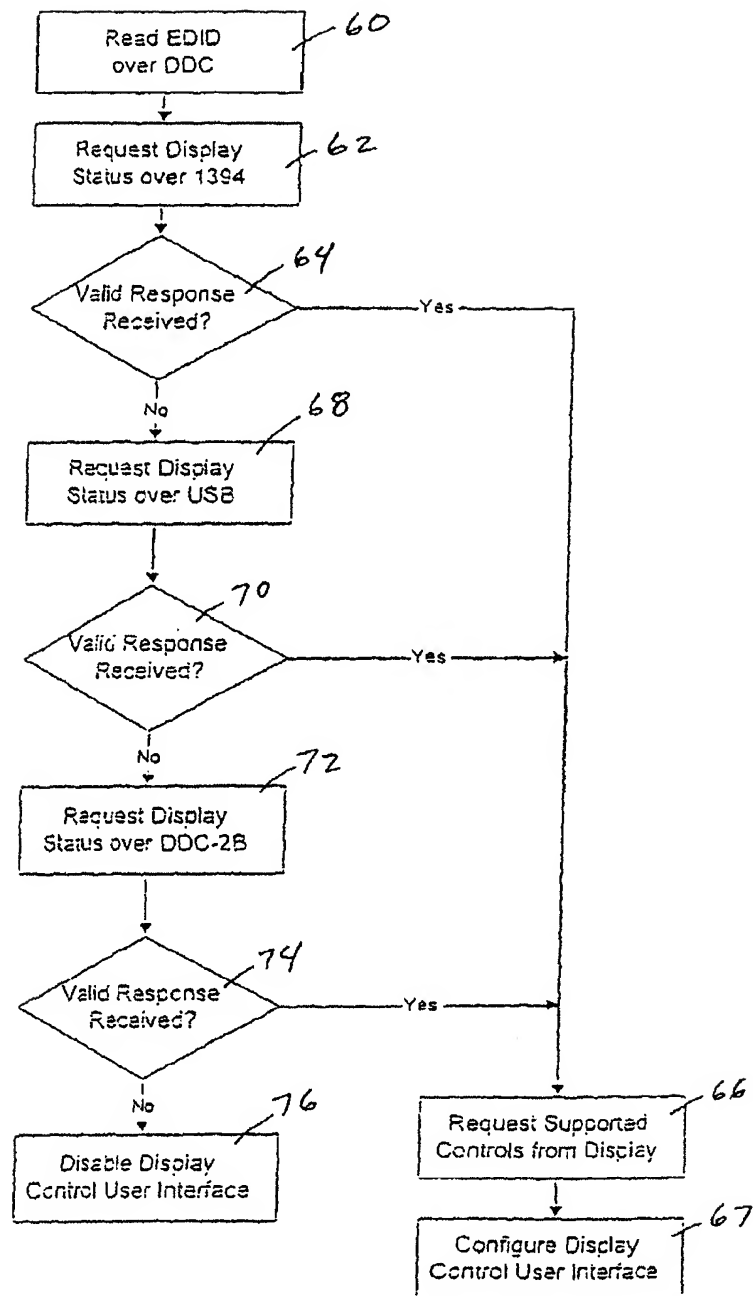 Read EDID
over DDC
60
Request Display
Status over 1394
62
Valid Response
Received?
64
Yes
No
68
Request Display
Status over USB
70
Valid Response
Received?
Yes
No
72
Request Display
Status over DDC-2B
74
Valid Response
Received?
Yes
No
76
Disable Display
Control User Interface
66
Request Supported
Controls from Display
67
Configure Display
Control User Interface